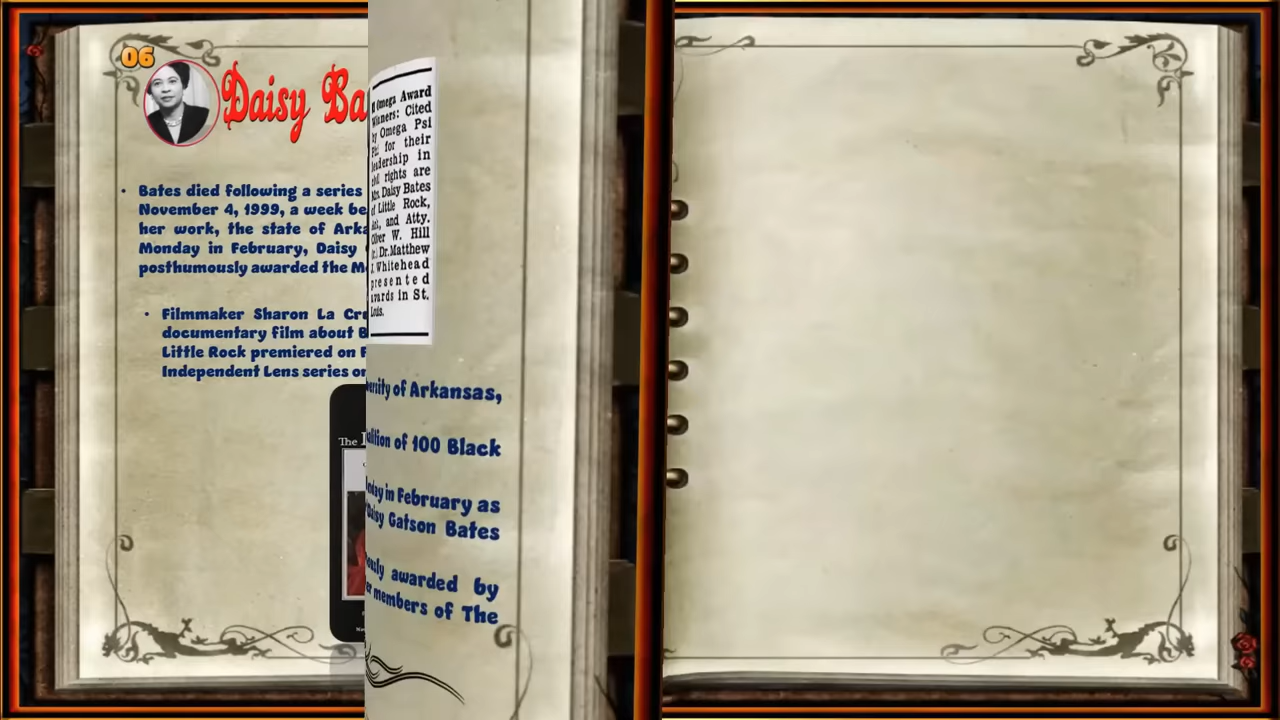 06
Daisy Ba
Bates died following a series
November 4, 1999, a week be
her work, the state of Arka
Monday in February, Daisy
posthumously awarded the M
Filmmaker Sharon La Cr
documentary film about B
Little Rock premiered on
Independent Lens series on
The
Omega Award
Winners: Cited
by Omega Psi
Phi for their
leadership in
civil rights are
Mrs. Daisy Bates
of Little Rock,
Ark., and Atty.
Oliver W. Hill
Dr. Matthew
Whitehead
presented
awards in St.
Louis.
ersity of Arkansas,
alition of 100 Black
nday in February as
Daisy Gatson Bates
ously awarded by
er members of The